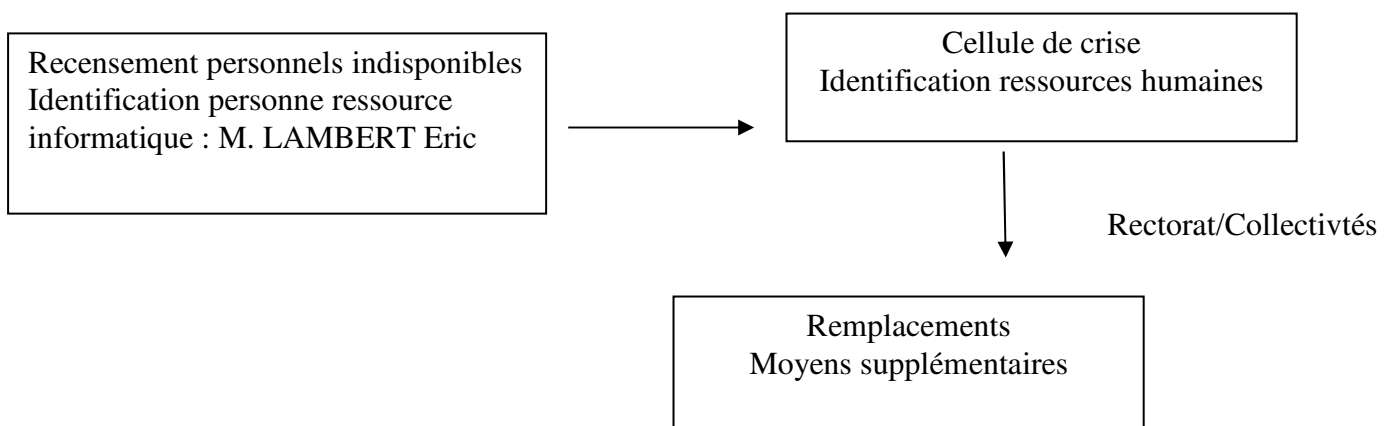 Recensement personnels indisponibles
Identification personne ressource
informatique : M. LAMBERT Eric
Cellule de crise
Identification ressources humaines
Rectorat/Collectivtés
Remplacements
Moyens supplémentaires